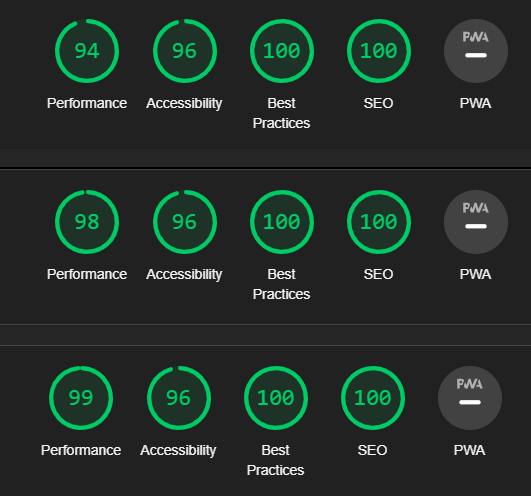 94 96 100 100 PWA
Performance Accessibility Best Practices SEO PWA
98 96 100 100 PWA
Performance Accessibility Best Practices SEO PWA
99 96 100 100 PWA
Performance Accessibility Best Practices SEO PWA